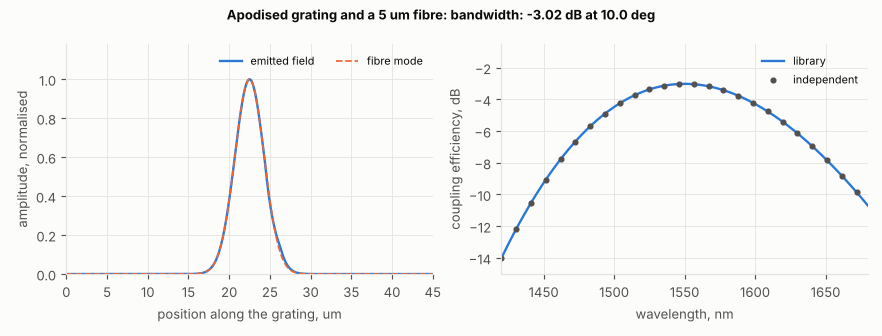 Apodised grating and a 5 um fibre: bandwidth: -3.02 dB at 10.0 deg
emitted field
fibre mode
amplitude, normalised
1.0
0.8
0.6
0.4
0.2
0.0
0 5 10 15 20 25 30 35 40 45
position along the grating, um
library
independent
coupling efficiency, dB
−2
−4
−6
−8
−10
−12
−14
1450 1500 1550 1600 1650
wavelength, nm